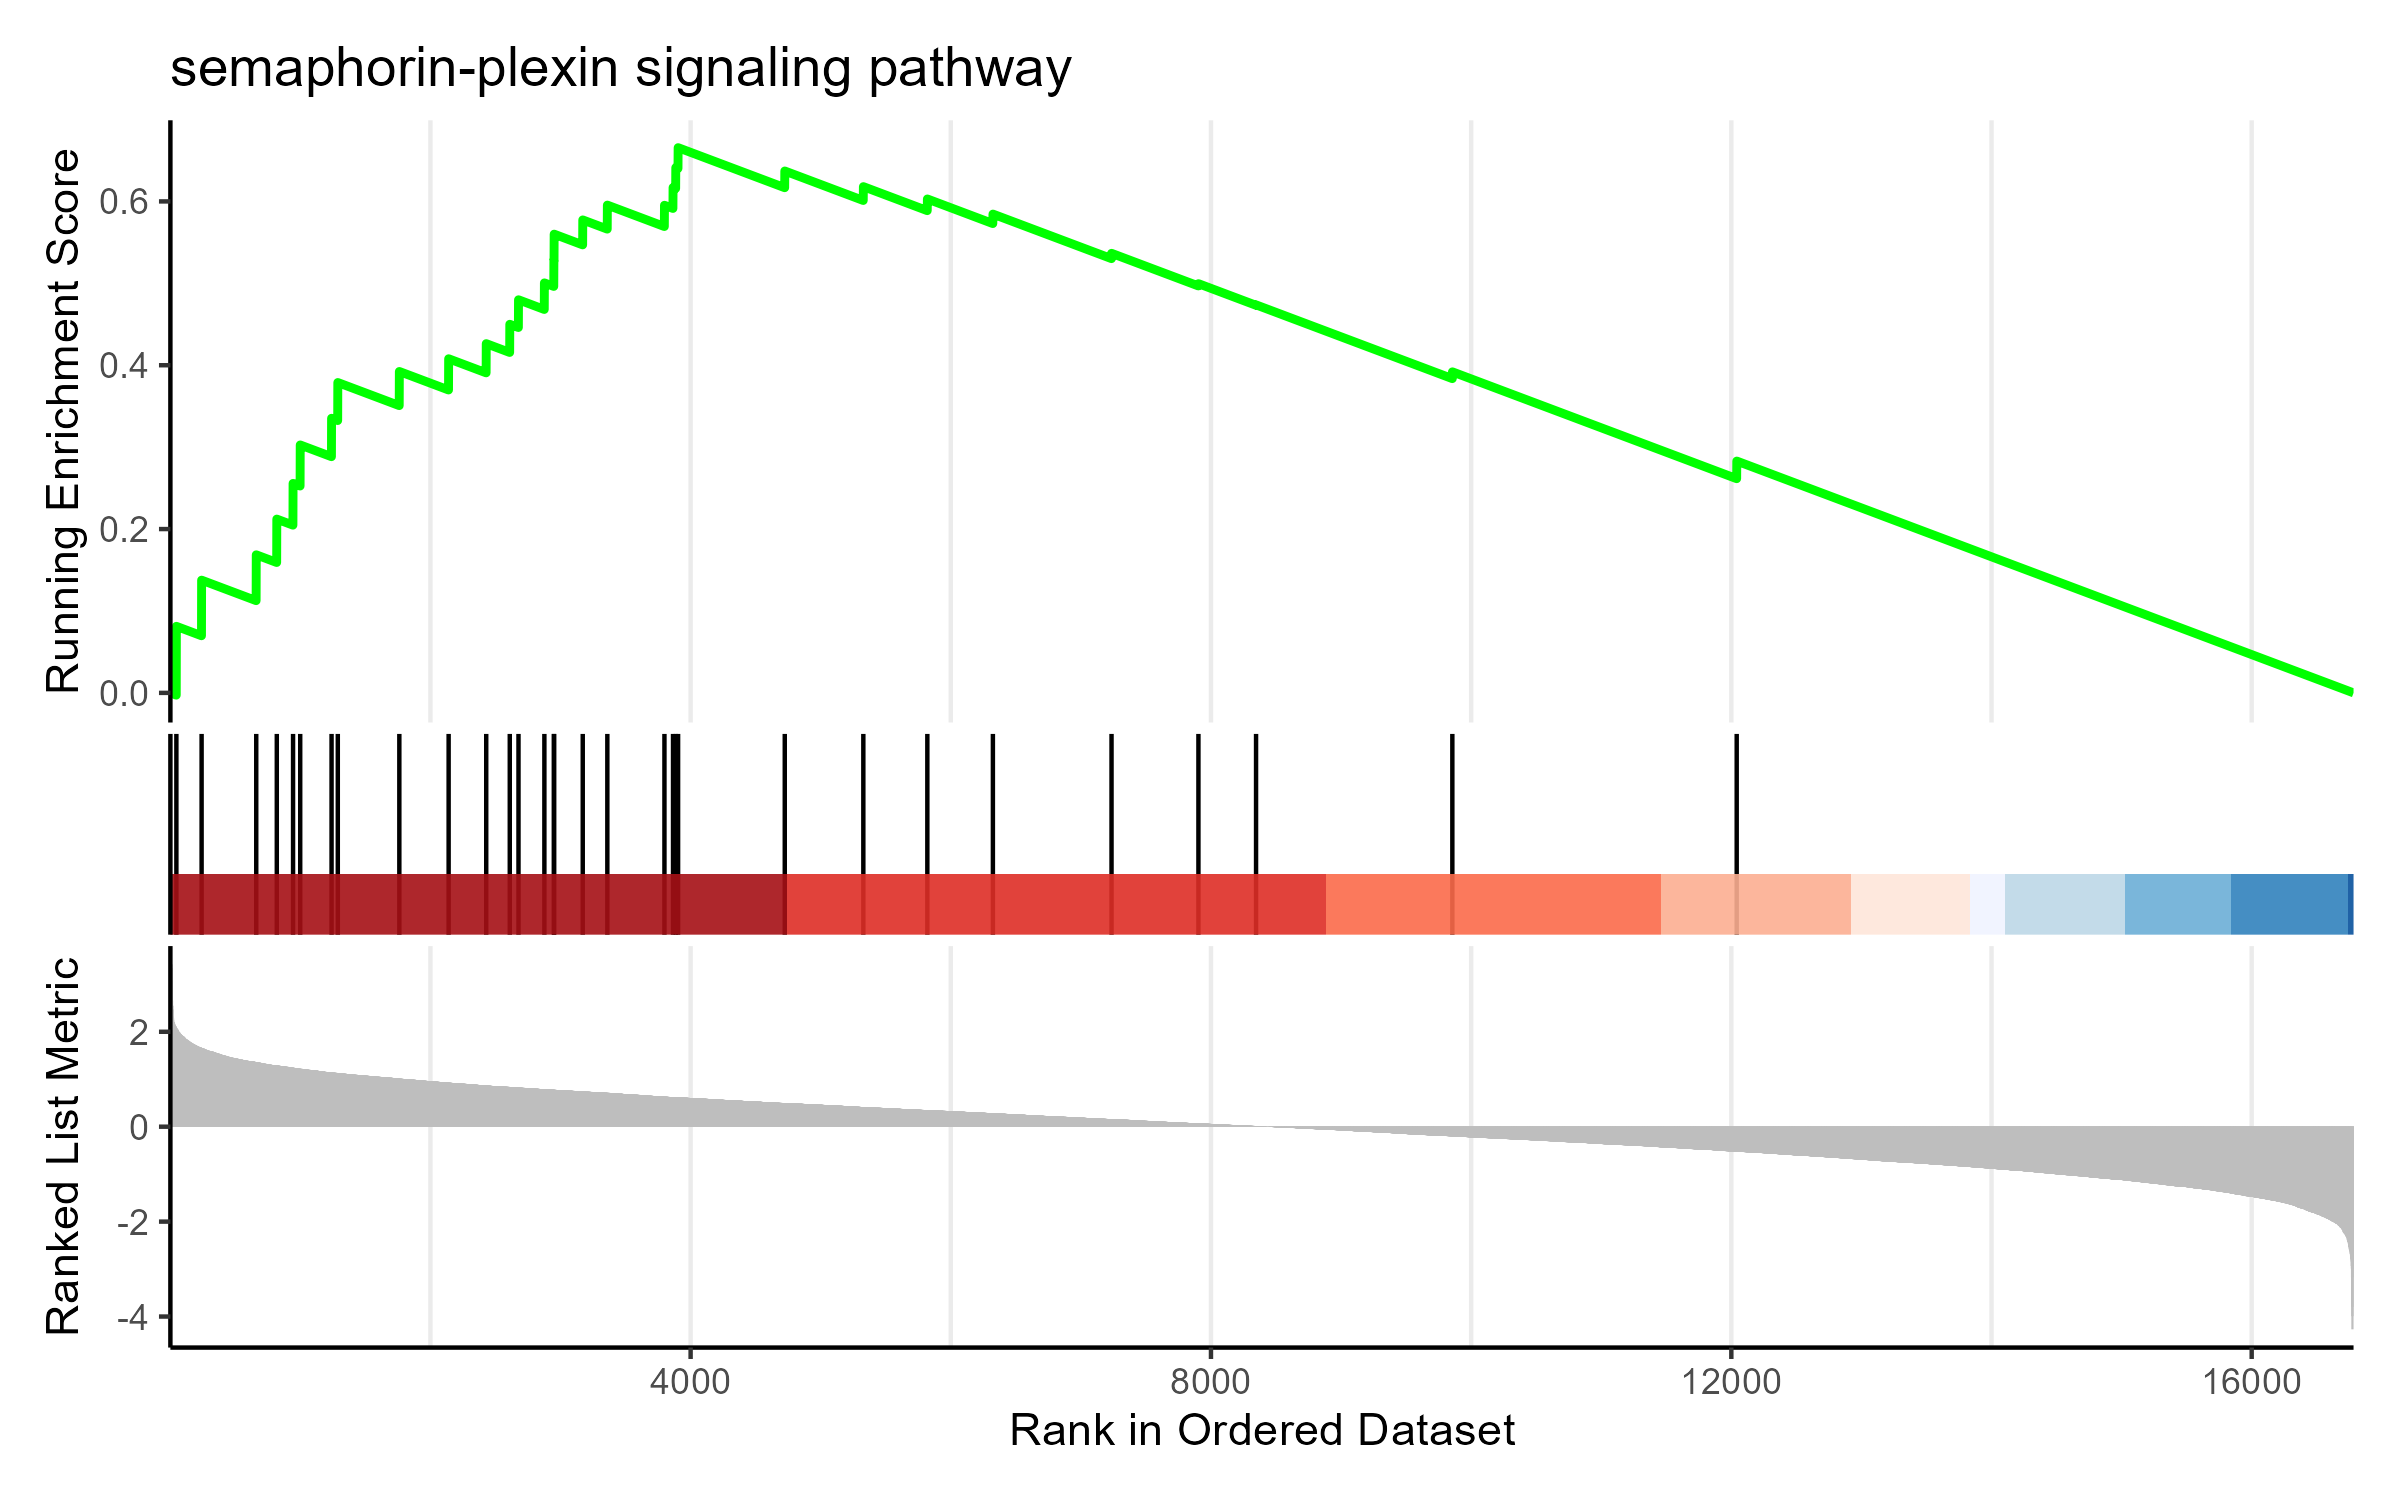 semaphorin-plexin signaling pathway
Running Enrichment Score
0.6
0.4
0.2
0.0
Ranked List Metric
2
0
-2
-4
4000 8000 12000 16000
Rank in Ordered Dataset